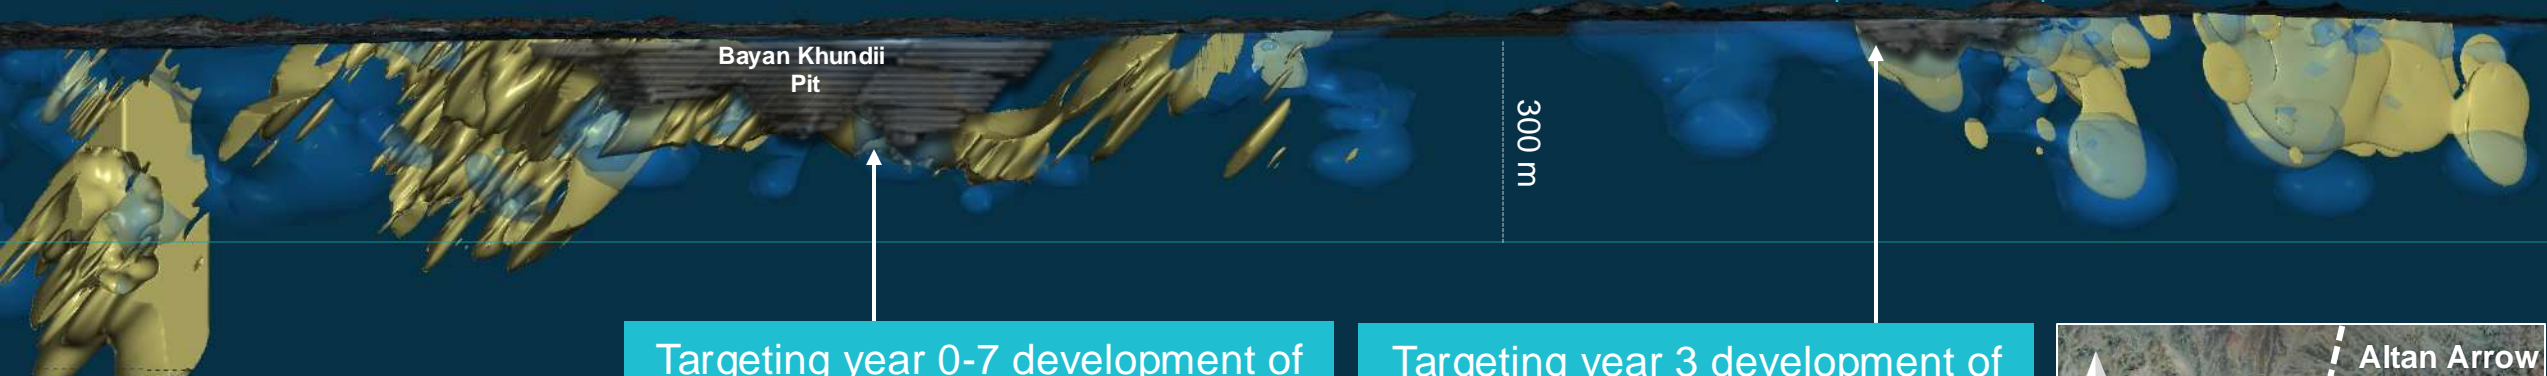 Bayan Khundii
Pit
300 m
Targeting year 0-7 development of
Targeting year 3 development of
Altan Arrow